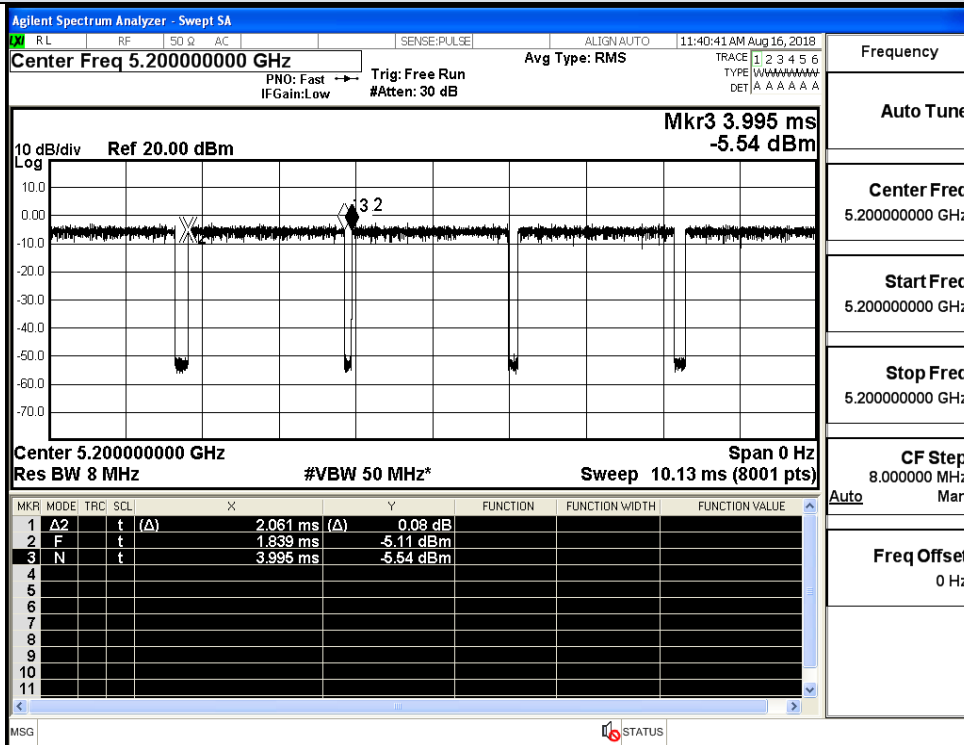 Agilent Spectrum Analyzer - Swept SA
LXI RL RF 50 Ω AC SENSE:PULSE ALIGN AUTO 11:40:41 AM Aug 16, 2018
Center Freq 5.200000000 GHz Avg Type: RMS TRACE 1 2 3 4 5 6
PNO: Fast Trig: Free Run TYPE WWWWWW
IFGain:Low #Atten: 30 dB DET A A A A A A
Mkr3 3.995 ms
10 dB/div Ref 20.00 dBm -5.54 dBm
Log
10.0
0.00
-10.0
-20.0
-30.0
-40.0
-50.0
-60.0
-70.0
Center 5.200000000 GHz Span 0 Hz
Res BW 8 MHz #VBW 50 MHz* Sweep 10.13 ms (8001 pts)
MKR MODE TRC SCL X Y FUNCTION FUNCTION WIDTH FUNCTION VALUE
1 Δ2 t (Δ) 2.061 ms (Δ) 0.08 dB
2 F t 1.839 ms -5.11 dBm
3 N t 3.995 ms -5.54 dBm
4
5
6
7
8
9
10
11
MSG STATUS
Frequency
Auto Tune
Center Freq
5.200000000 GHz
Start Freq
5.200000000 GHz
Stop Freq
5.200000000 GHz
CF Step
8.000000 MHz
Auto Man
Freq Offset
0 Hz